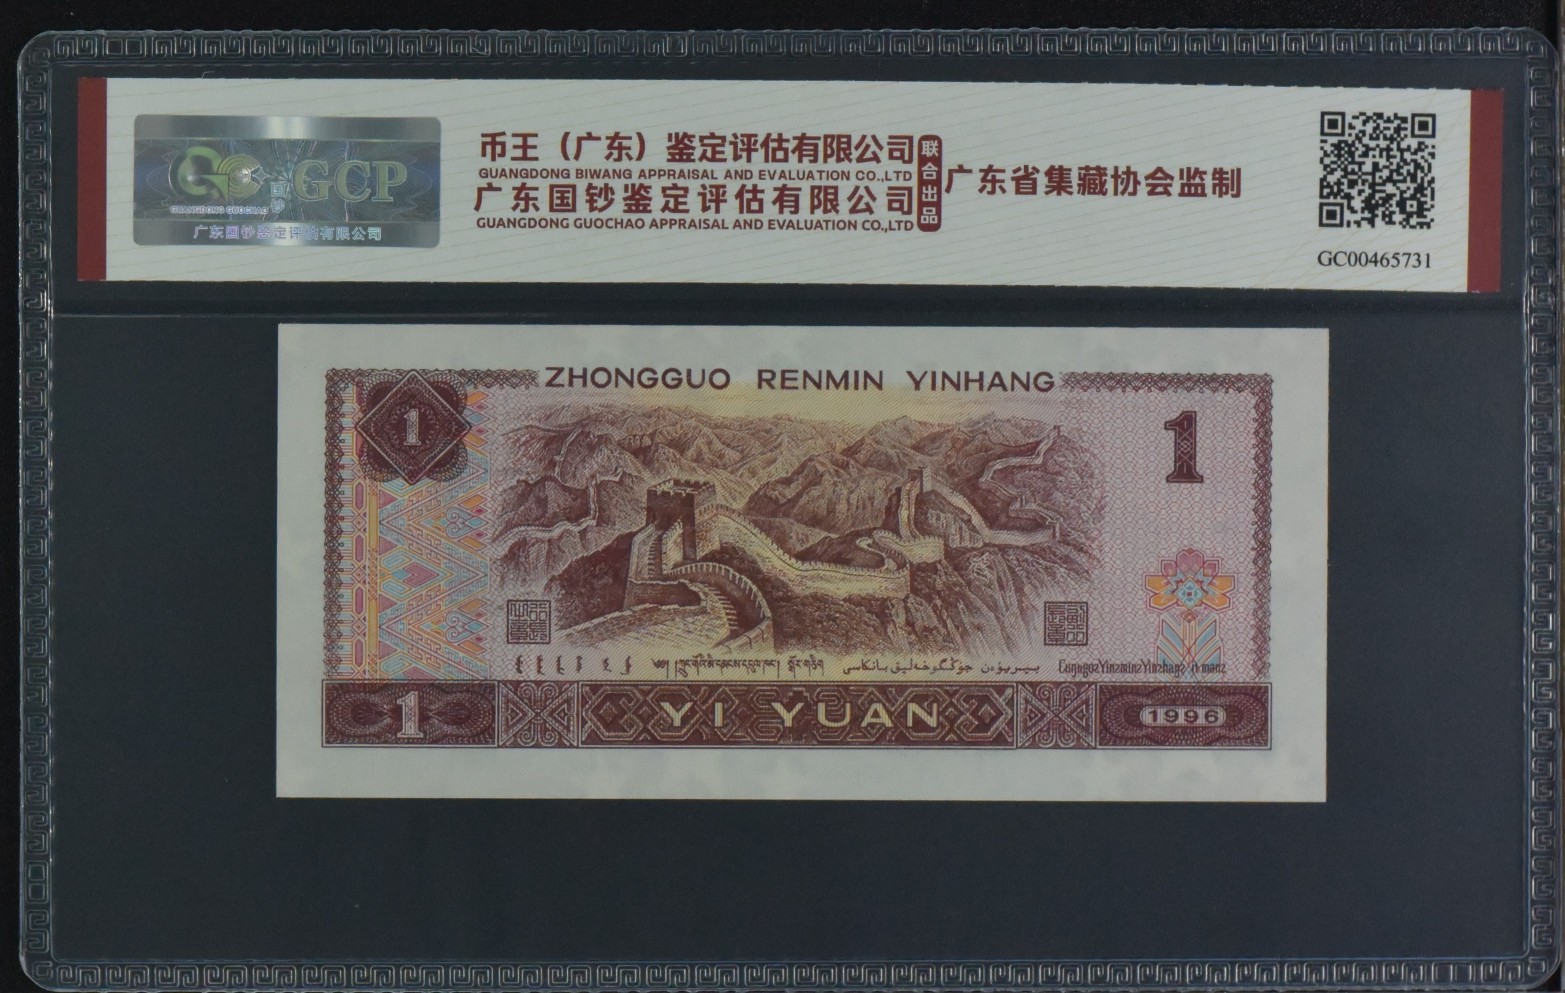 GCP
GUANGDONG GUOCHAO
国钞
广东国钞鉴定评估有限公司
币王（广东）鉴定评估有限公司
GUANGDONG BIWANG APPRAISAL AND EVALUATION CO.,LTD
广东国钞鉴定评估有限公司
GUANGDONG GUOCHAO APPRAISAL AND EVALUATION CO.,LTD
联合出品
广东省集藏协会监制
GC00465731
ZHONGGUO RENMIN YINHANG
1
1
YI YUAN
1
1996